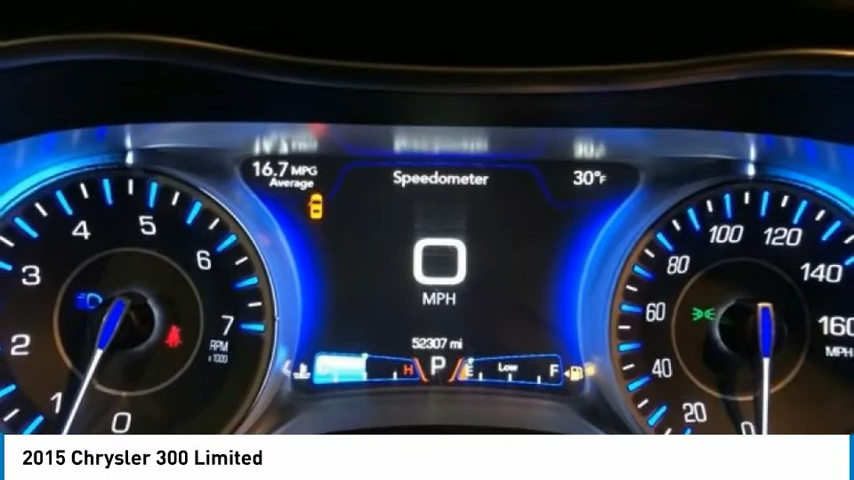 16.7 MPG
Average
Speedometer
30°F
0
MPH
52307 mi
H
P
E
Low
F
0
1
2
3
4
5
6
7
RPM
x1000
0
20
40
60
80
100
120
140
160
MPH
2015 Chrysler 300 Limited